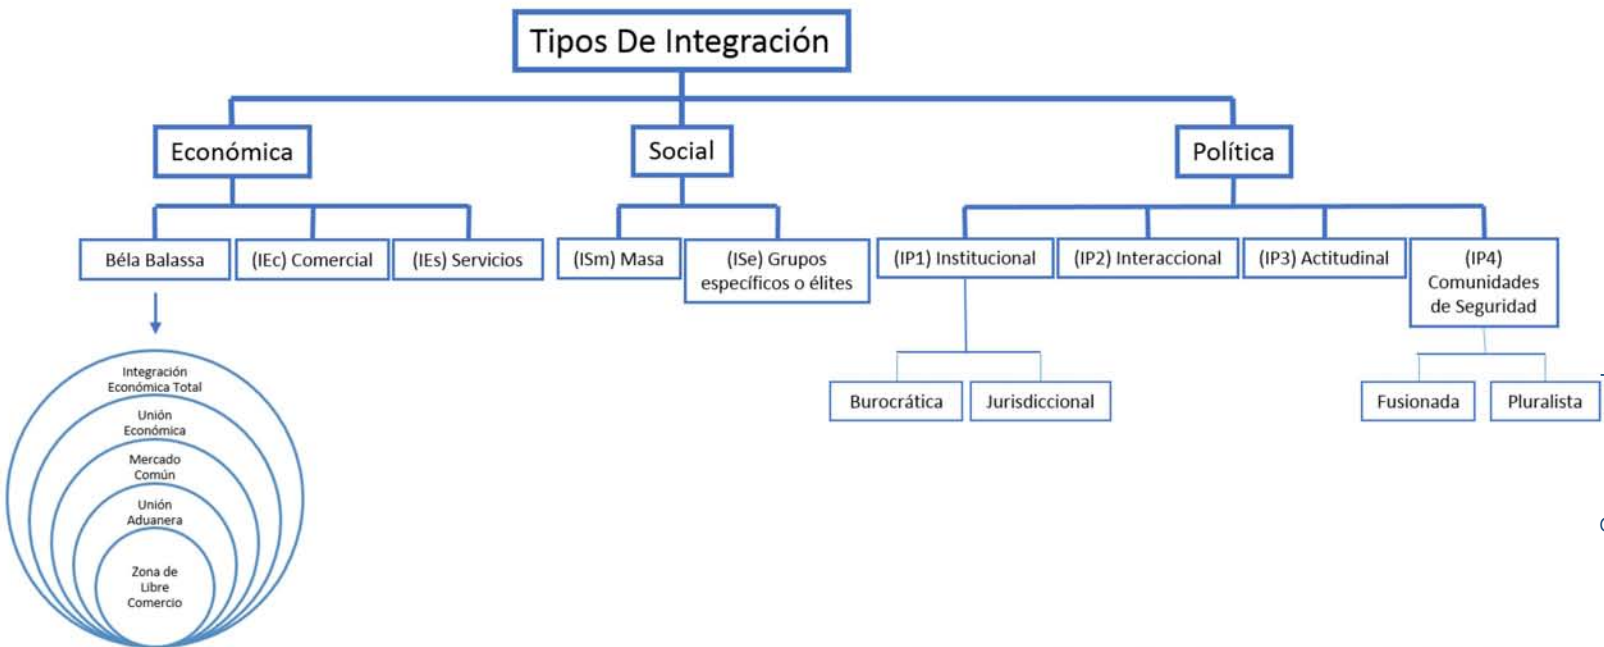 Tipos De Integración
Económica
Social
Política
Béla Balassa
(IEc) Comercial
(IEs) Servicios
(ISm) Masa
(ISe) Grupos
específicos o élites
(IP1) Institucional
(IP2) Interaccional
(IP3) Actitudinal
(IP4)
Comunidades
de Seguridad
Burocrática
Jurisdiccional
Fusionada
Pluralista
Integración
Económica Total
Unión
Económica
Mercado
Común
Unión
Aduanera
Zona de
Libre
Comercio